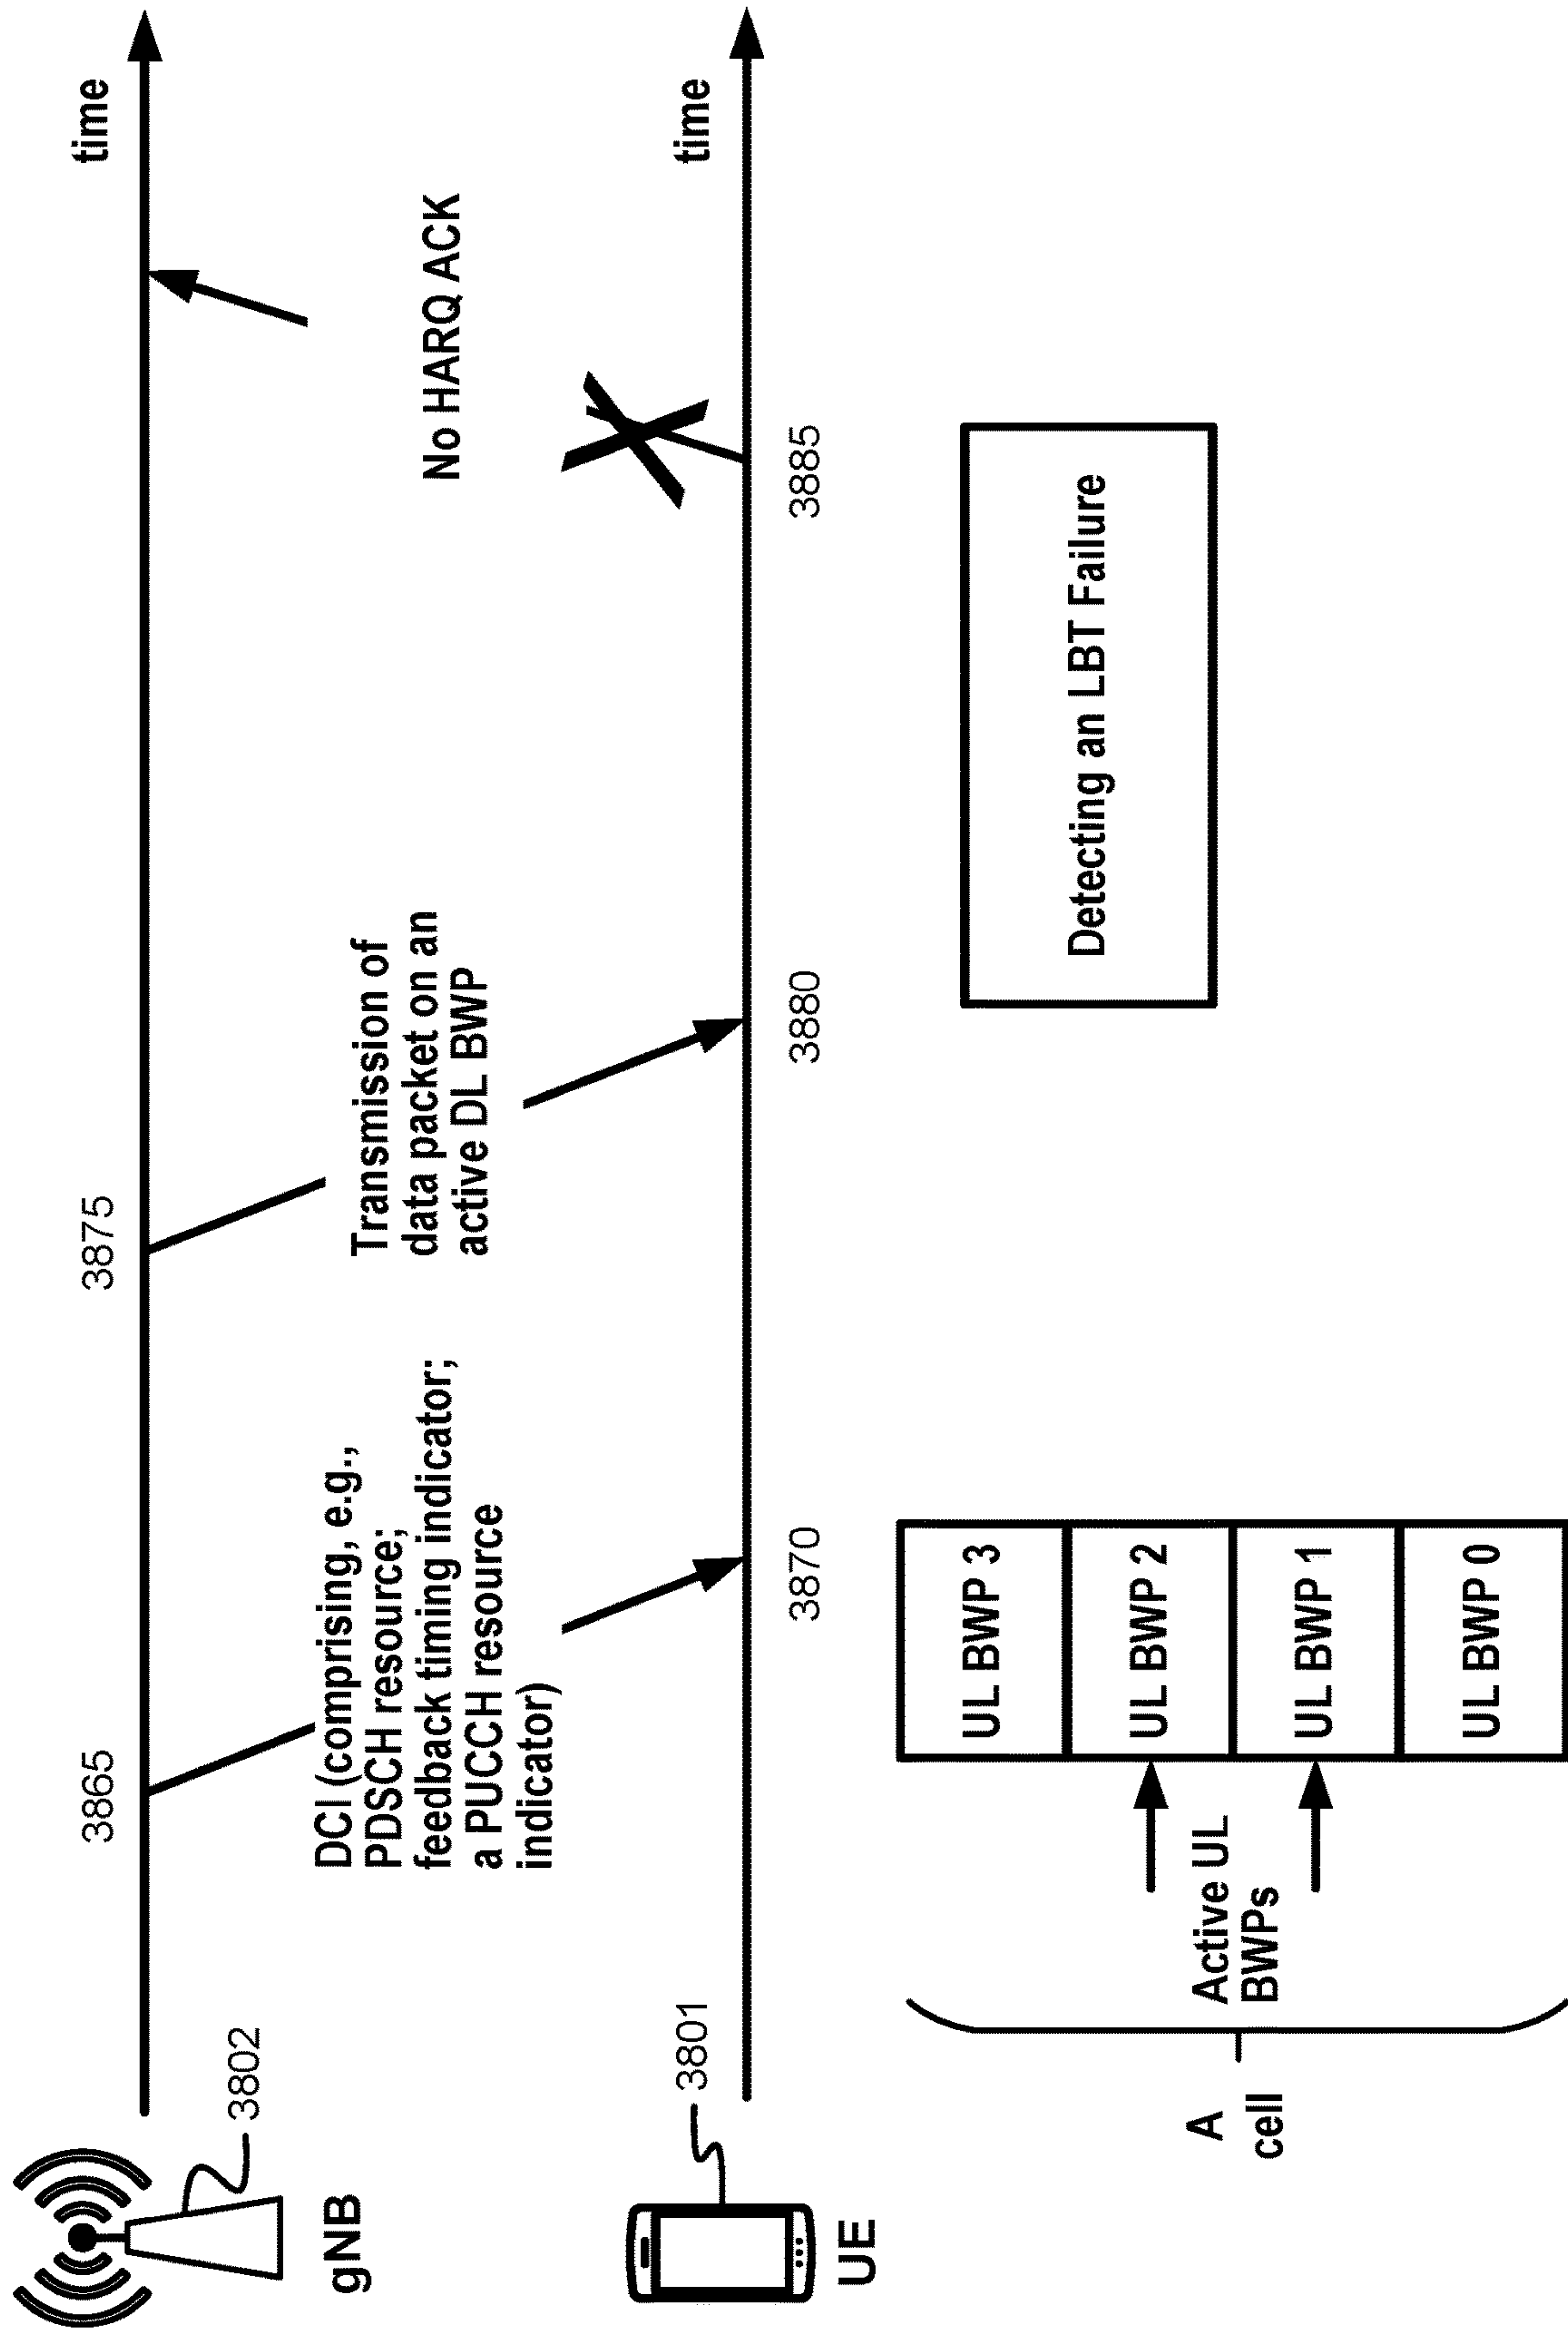 time
3865
3875
3802
gNB
DCI (comprising, e.g.,
PDSCH resource;
feedback timing indicator;
a PUCCH resource
indicator)
Transmission of
data packet on an
active DL BWP
No HARQ ACK
time
3801
UE
3870
3880
3885
A
cell
Active UL
BWPs
UL BWP 3
UL BWP 2
UL BWP 1
UL BWP 0
Detecting an LBT Failure